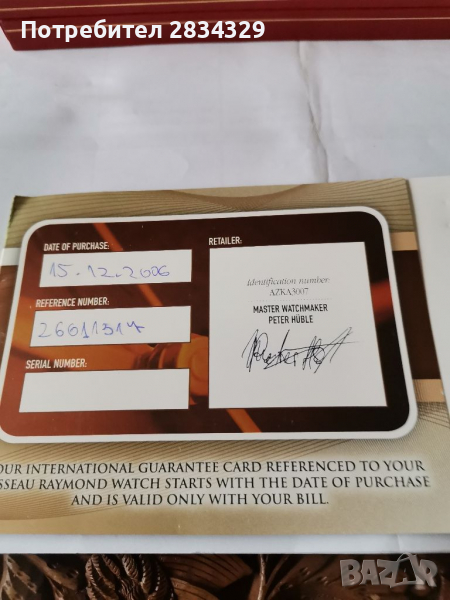 Потребител 2834329
DATE OF PURCHASE:
15.12.2006
REFERENCE NUMBER:
SERIAL NUMBER:
RETAILER:
Identification number:
AZKA3007
MASTER WATCHMAKER
PETER HÜBLE
OUR INTERNATIONAL GUARANTEE CARD REFERENCED TO YOUR
SSEAU RAYMOND WATCH STARTS WITH THE DATE OF PURCHASE
AND IS VALID ONLY WITH YOUR BILL.
BAZAR